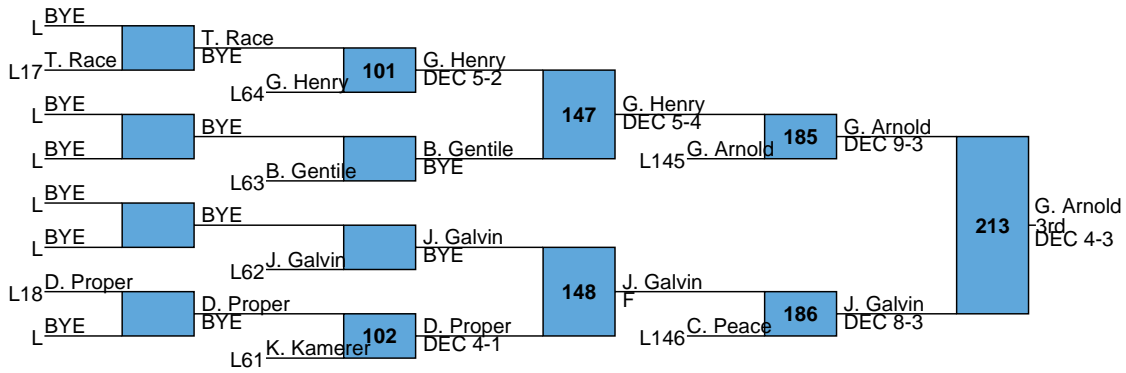 L BYE
L17 T. Race
T. Race
BYE
L64 G. Henry
101
G. Henry
DEC 5-2
L BYE
L BYE
BYE
L63 B. Gentile
B. Gentile
BYE
147
G. Henry
DEC 5-4
L145 G. Arnold
185
G. Arnold
DEC 9-3
L BYE
L BYE
BYE
L62 J. Galvin
J. Galvin
BYE
L18 D. Proper
L BYE
D. Proper
BYE
L61 K. Kamerer
102
D. Proper
DEC 4-1
148
J. Galvin
F
L146 C. Peace
186
J. Galvin
DEC 8-3
213
G. Arnold
3rd
DEC 4-3